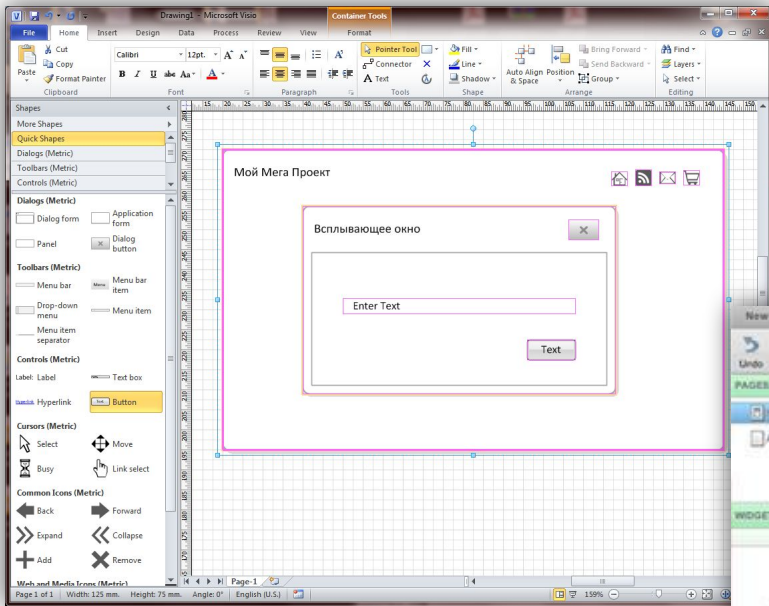 Drawing1 - Microsoft Visio
Container Tools
File Home Insert Design Data Process Review View Format
Paste
Cut
Copy
Format Painter
Clipboard
Calibri 12pt.
Font
Paragraph
Pointer Tool
Connector
Text
Tools
Fill
Line
Shadow
Shape
Auto Align & Space
Position
Bring Forward
Send Backward
Group
Arrange
Find
Layers
Select
Editing
Shapes
More Shapes
Quick Shapes
Dialogs (Metric)
Toolbars (Metric)
Controls (Metric)
Dialogs (Metric)
Dialog form
Application form
Panel
Dialog button
Toolbars (Metric)
Menu bar
Menu
Menu bar item
Drop-down menu
Menu item
Menu item separator
Controls (Metric)
Label: Label
Text box
Hyperlink Hyperlink
Text Button
Cursors (Metric)
Select
Move
Busy
Link select
Common Icons (Metric)
Back
Forward
Expand
Collapse
Add
Remove
Web and Media Icons (Metric)
Мой Мега Проект
Всплывающее окно
Enter Text
Text
New
Undo
PAGES
WIDGET
Page-1
Page 1 of 1 Width: 125 mm. Height: 75 mm. Angle: 0° English (U.S.) 159%